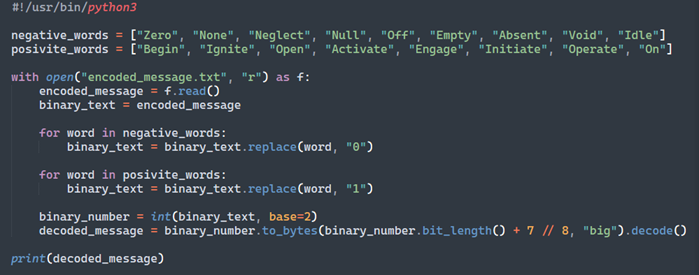 #!/usr/bin/python3
negative_words = ["Zero", "None", "Neglect", "Null", "Off", "Empty", "Absent", "Void", "Idle"]
posivite_words = ["Begin", "Ignite", "Open", "Activate", "Engage", "Initiate", "Operate", "On"]
with open("encoded_message.txt", "r") as f:
    encoded_message = f.read()
    binary_text = encoded_message
    for word in negative_words:
        binary_text = binary_text.replace(word, "0")
    for word in posivite_words:
        binary_text = binary_text.replace(word, "1")
    binary_number = int(binary_text, base=2)
    decoded_message = binary_number.to_bytes(binary_number.bit_length() + 7 // 8, "big").decode()
print(decoded_message)